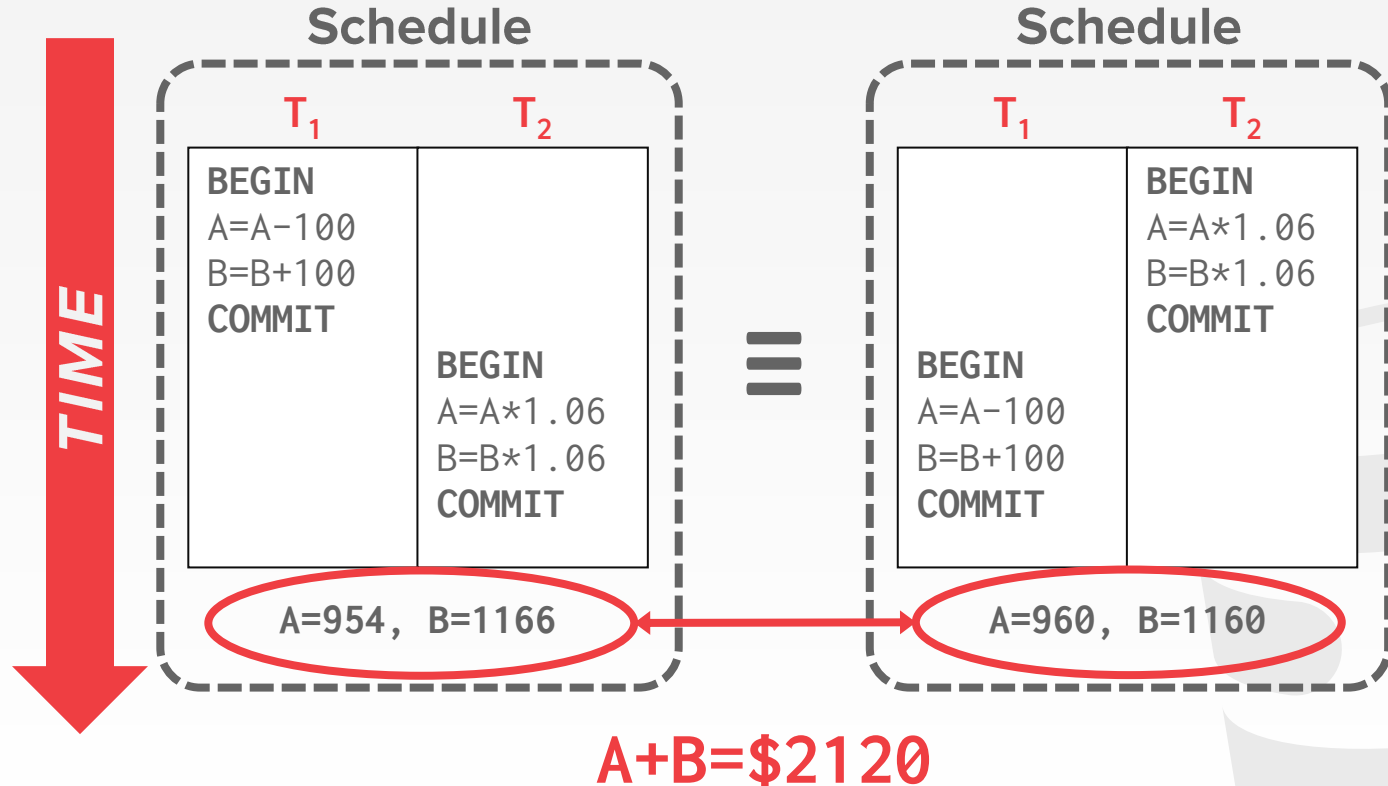 Schedule
T1 T2
BEGIN
A=A-100
B=B+100
COMMIT
BEGIN
A=A*1.06
B=B*1.06
COMMIT
A=954, B=1166
TIME
≡
Schedule
T1 T2
BEGIN
A=A*1.06
B=B*1.06
COMMIT
BEGIN
A=A-100
B=B+100
COMMIT
A=960, B=1160
A+B=$2120